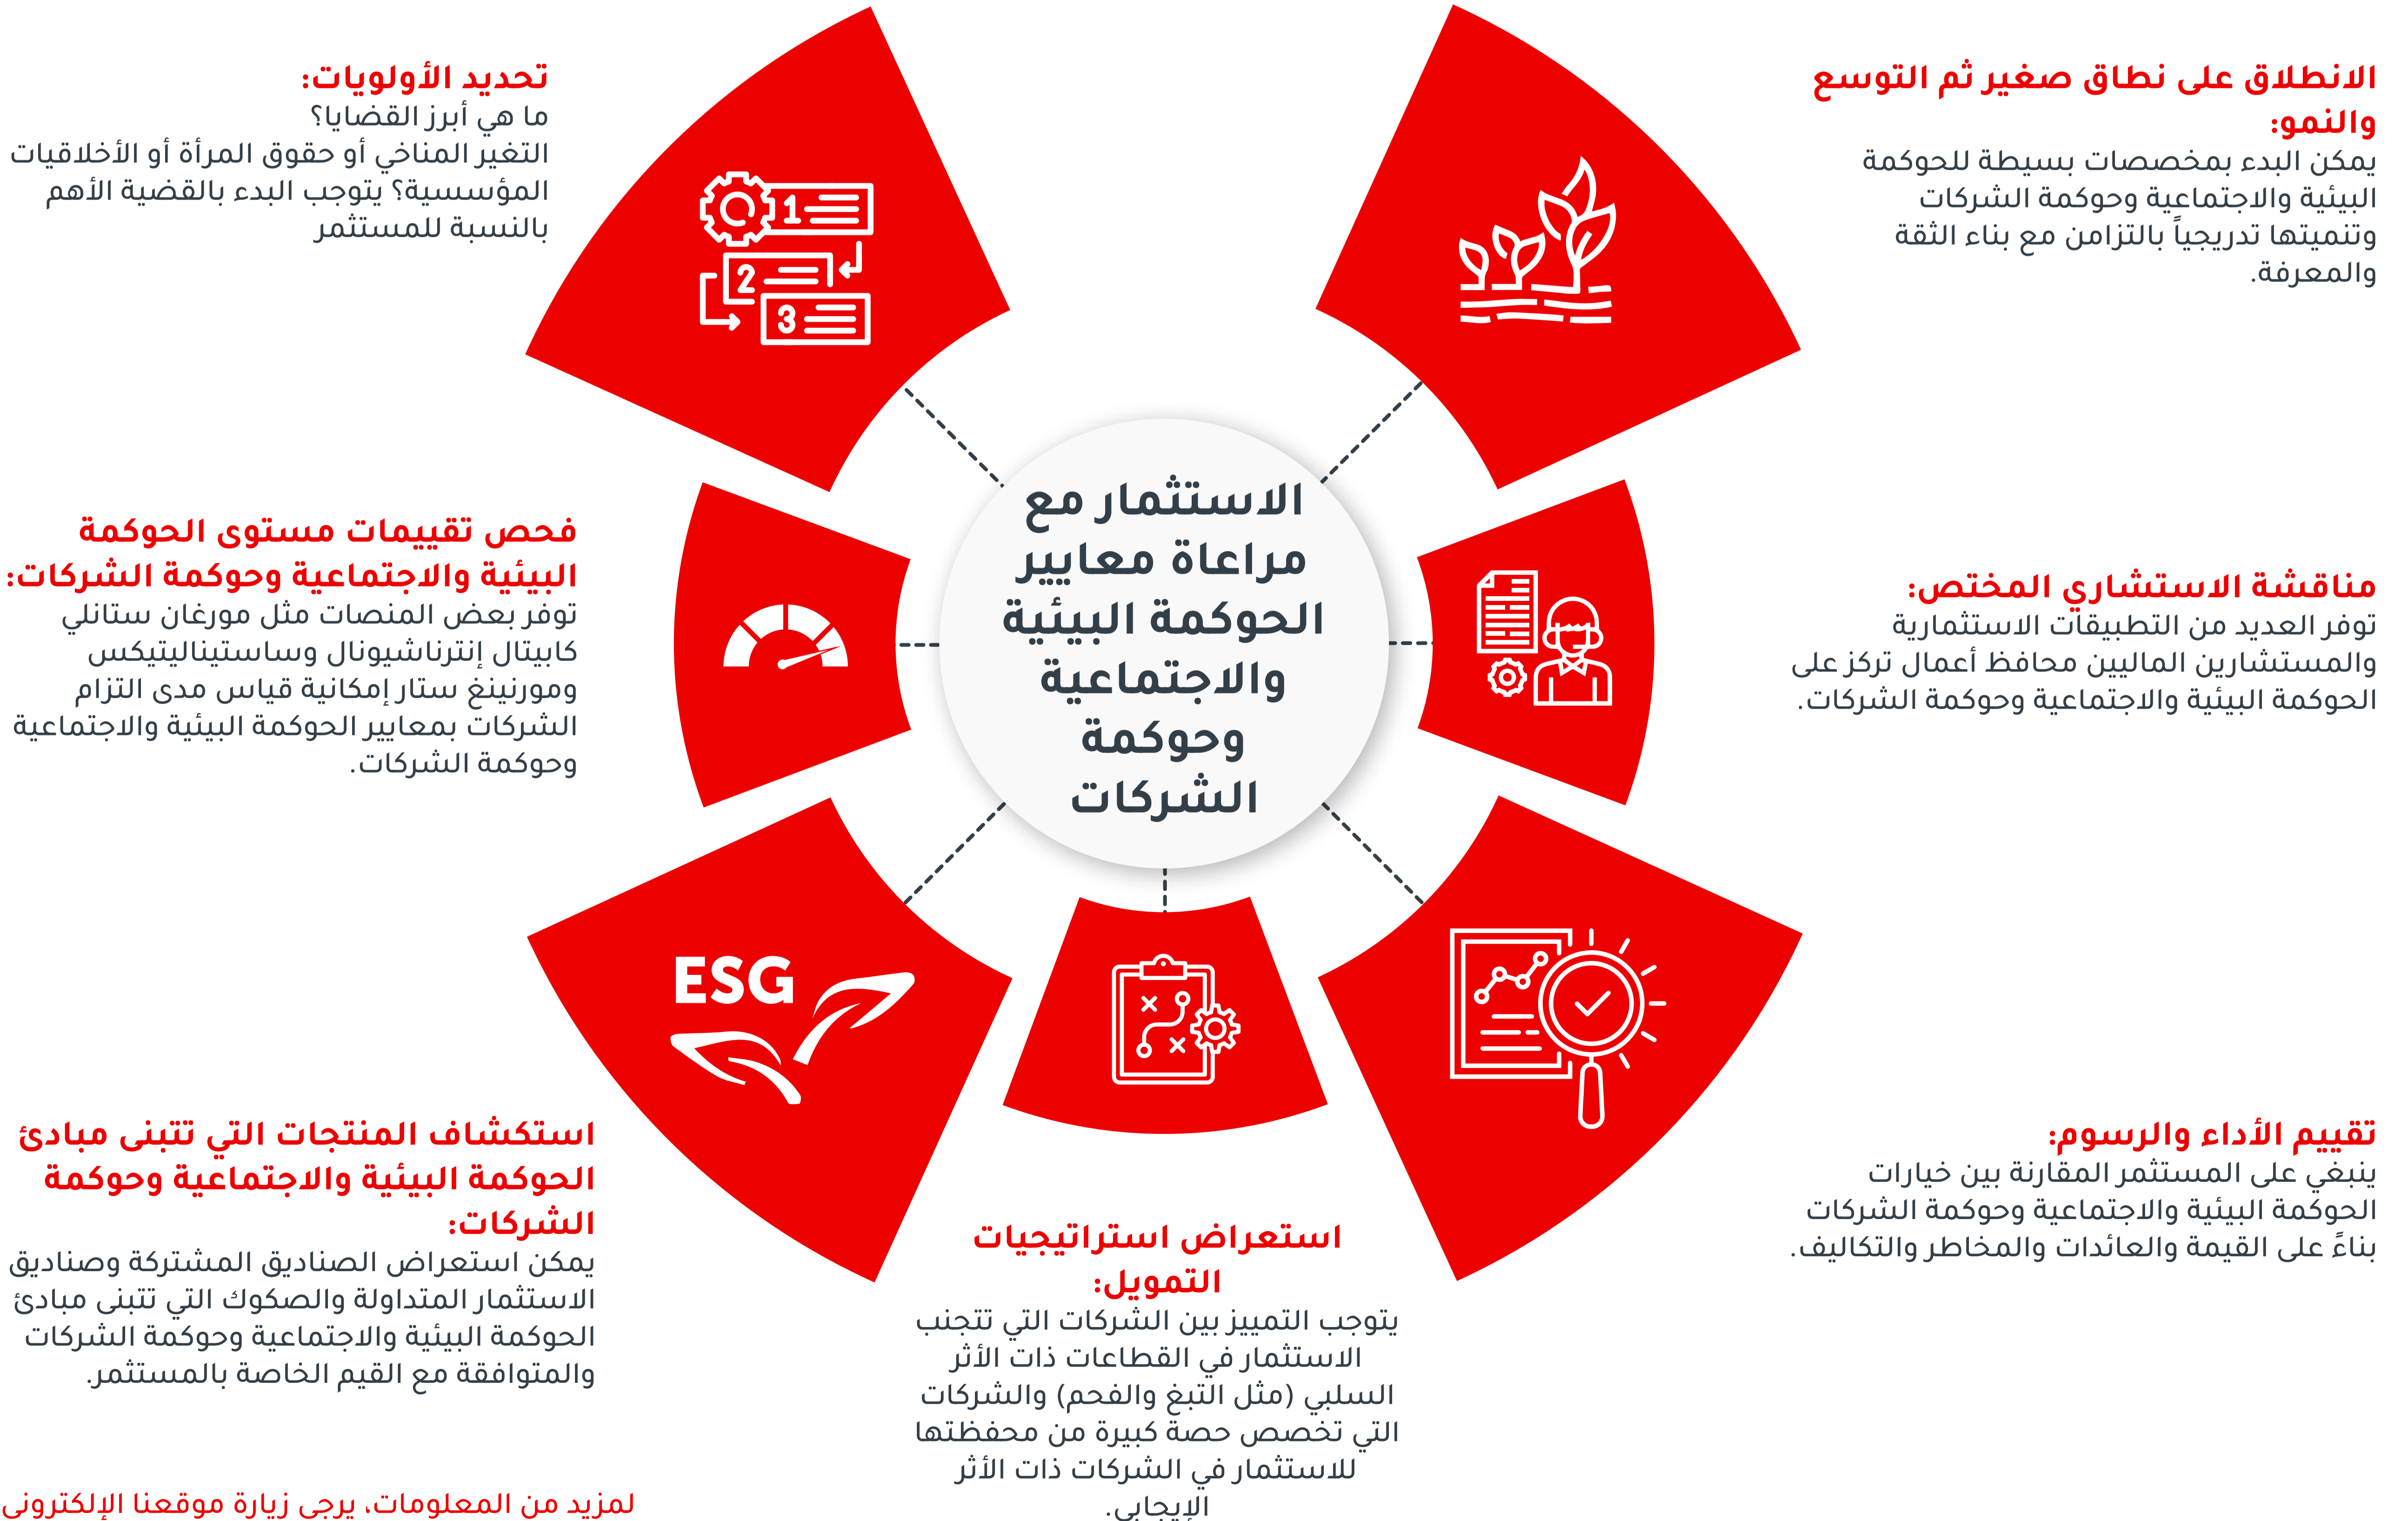 الاستثمار مع
مراعاة معايير
الحوكمة البيئية
والاجتماعية
وحوكمة
الشركات
الانطلاق على نطاق صغير ثم التوسع
والنمو:
يمكن البدء بمخصصات بسيطة للحوكمة
البيئية والاجتماعية وحوكمة الشركات
وتنميتها تدريجياً بالتزامن مع بناء الثقة
والمعرفة.
مناقشة الاستشاري المختص:
توفر العديد من التطبيقات الاستثمارية
والمستشارين الماليين محافظ أعمال تركز على
الحوكمة البيئية والاجتماعية وحوكمة الشركات.
تقييم الأداء والرسوم:
ينبغي على المستثمر المقارنة بين خيارات
الحوكمة البيئية والاجتماعية وحوكمة الشركات
بناءً على القيمة والعائدات والمخاطر والتكاليف.
استعراض استراتيجيات
التمويل:
يتوجب التمييز بين الشركات التي تتجنب
الاستثمار في القطاعات ذات الأثر
السلبي (مثل التبغ والفحم) والشركات
التي تخصص حصة كبيرة من محفظتها
للاستثمار في الشركات ذات الأثر
الإيجابي.
تحديد الأولويات:
ما هي أبرز القضايا؟
التغير المناخي أو حقوق المرأة أو الأخلاقيات
المؤسسية؟ يتوجب البدء بالقضية الأهم
بالنسبة للمستثمر
1
2
3
فحص تقييمات مستوى الحوكمة
البيئية والاجتماعية وحوكمة الشركات:
توفر بعض المنصات مثل مورغان ستانلي
كابيتال إنترناشيونال وساستيناليتيكس
ومورنينغ ستار إمكانية قياس مدى التزام
الشركات بمعايير الحوكمة البيئية والاجتماعية
وحوكمة الشركات.
ESG
استكشاف المنتجات التي تتبنى مبادئ
الحوكمة البيئية والاجتماعية وحوكمة
الشركات:
يمكن استعراض الصناديق المشتركة وصناديق
الاستثمار المتداولة والصكوك التي تتبنى مبادئ
الحوكمة البيئية والاجتماعية وحوكمة الشركات
والمتوافقة مع القيم الخاصة بالمستثمر.
لمزيد من المعلومات، يرجى زيارة موقعنا الإلكتروني